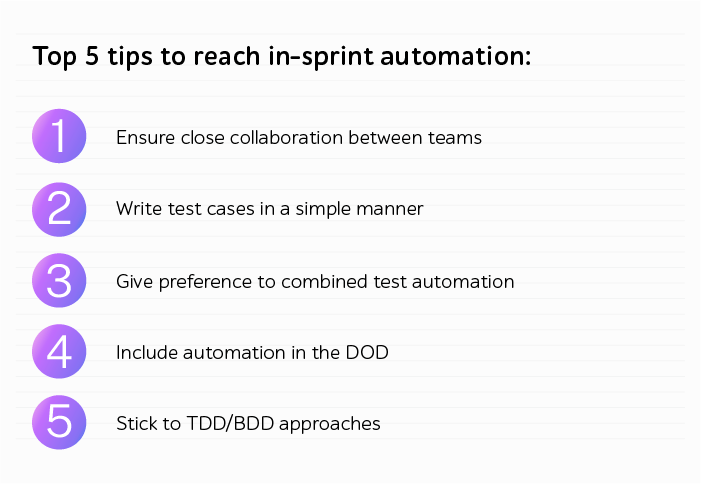 Top 5 tips to reach in-sprint automation:
1 Ensure close collaboration between teams
2 Write test cases in a simple manner
3 Give preference to combined test automation
4 Include automation in the DOD
5 Stick to TDD/BDD approaches